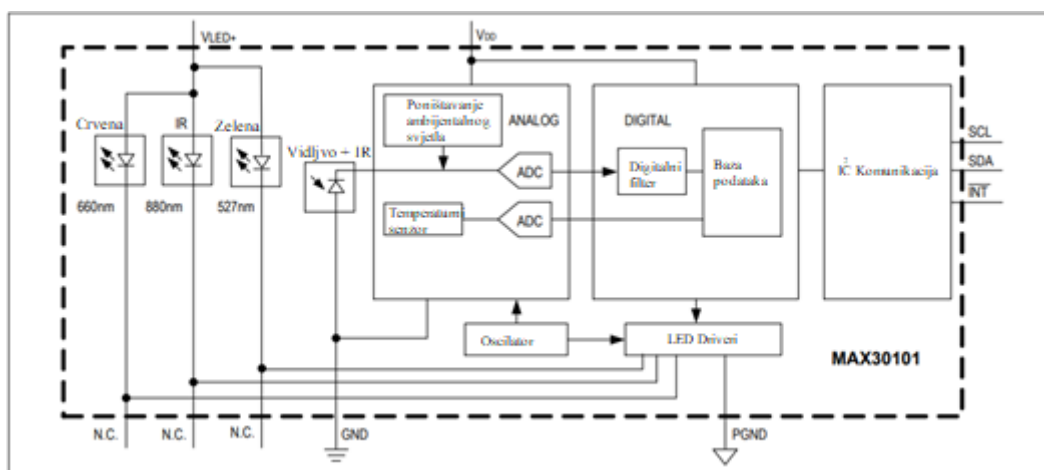 VLED+
VDD
Crvena
IR
Zelena
Vidljvo + IR
660nm
880nm
527nm
Poništavanje
ambijentalnog
svjetla
ANALOG
ADC
Temperaturni
senzor
ADC
DIGITAL
Digitalni
filter
Baza
podataka
I²C Komunikacija
SCL
SDA
INT
Oscilator
LED Driveri
MAX30101
N.C.
N.C.
N.C.
GND
PGND